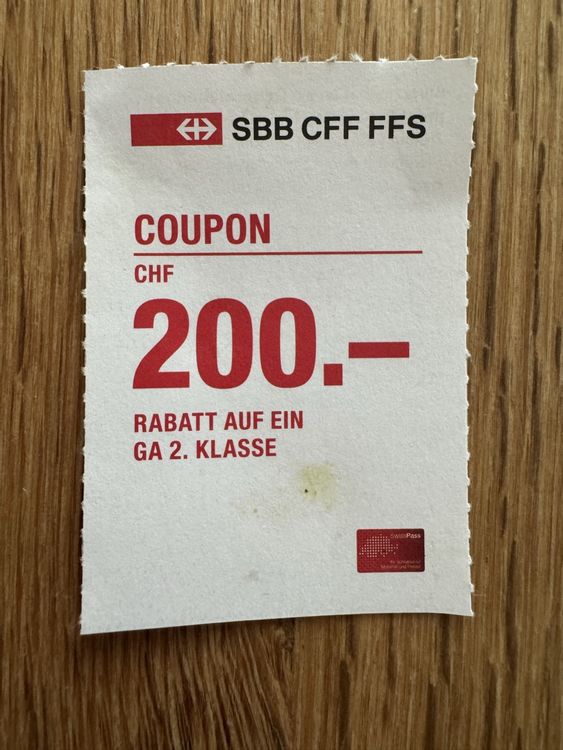 SBB CFF FFS
COUPON
CHF
200.–
RABATT AUF EIN
GA 2. KLASSE
SwissPass